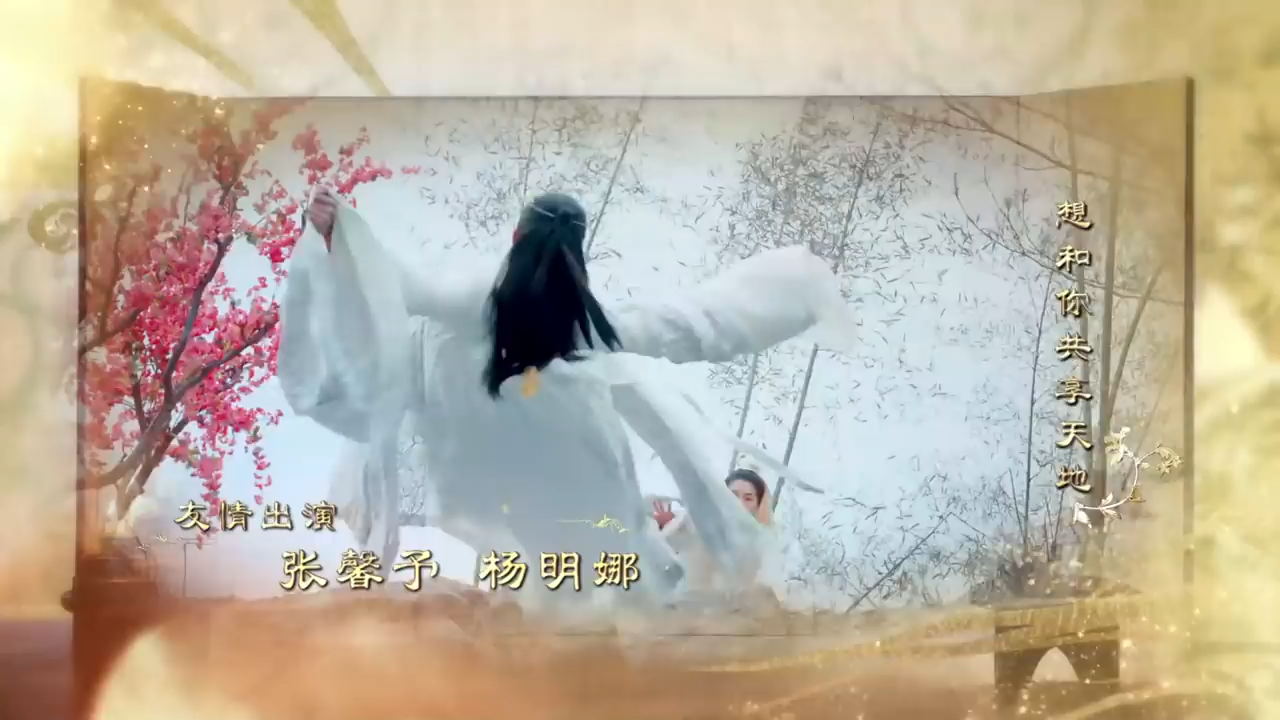 想和你共享天地
友情出演
张馨予 杨明娜